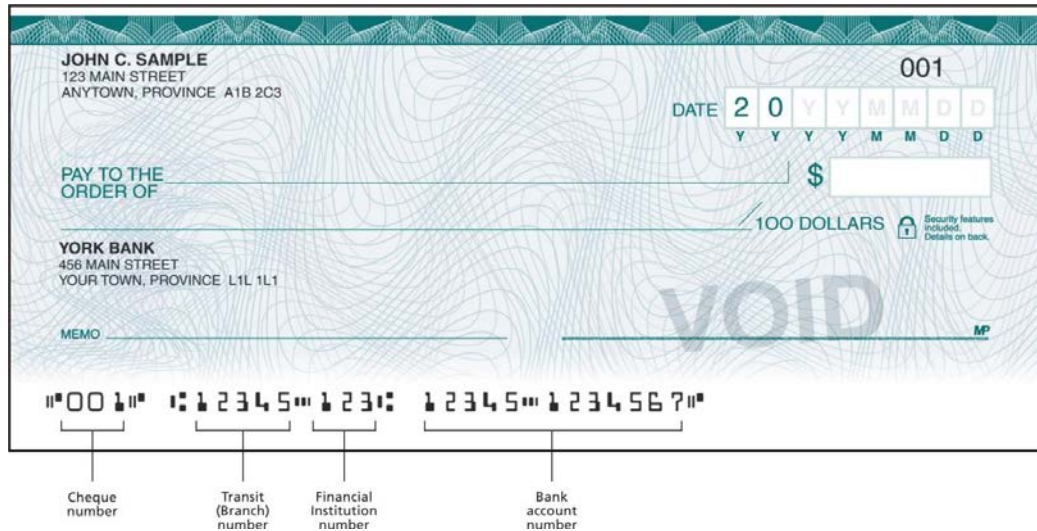 JOHN C. SAMPLE
123 MAIN STREET
ANYTOWN, PROVINCE A1B 2C3
001
DATE 2 0 Y Y M M D D
Y Y Y Y M M D D
PAY TO THE
ORDER OF
$
100 DOLLARS
Security features
included.
Details on back.
YORK BANK
456 MAIN STREET
YOUR TOWN, PROVINCE L1L 1L1
VOID
MEMO
MP
⑈001⑈ ⑆12345⑉123⑆ 12345⑉1234567⑈
Cheque
number
Transit
(Branch)
number
Financial
Institution
number
Bank
account
number